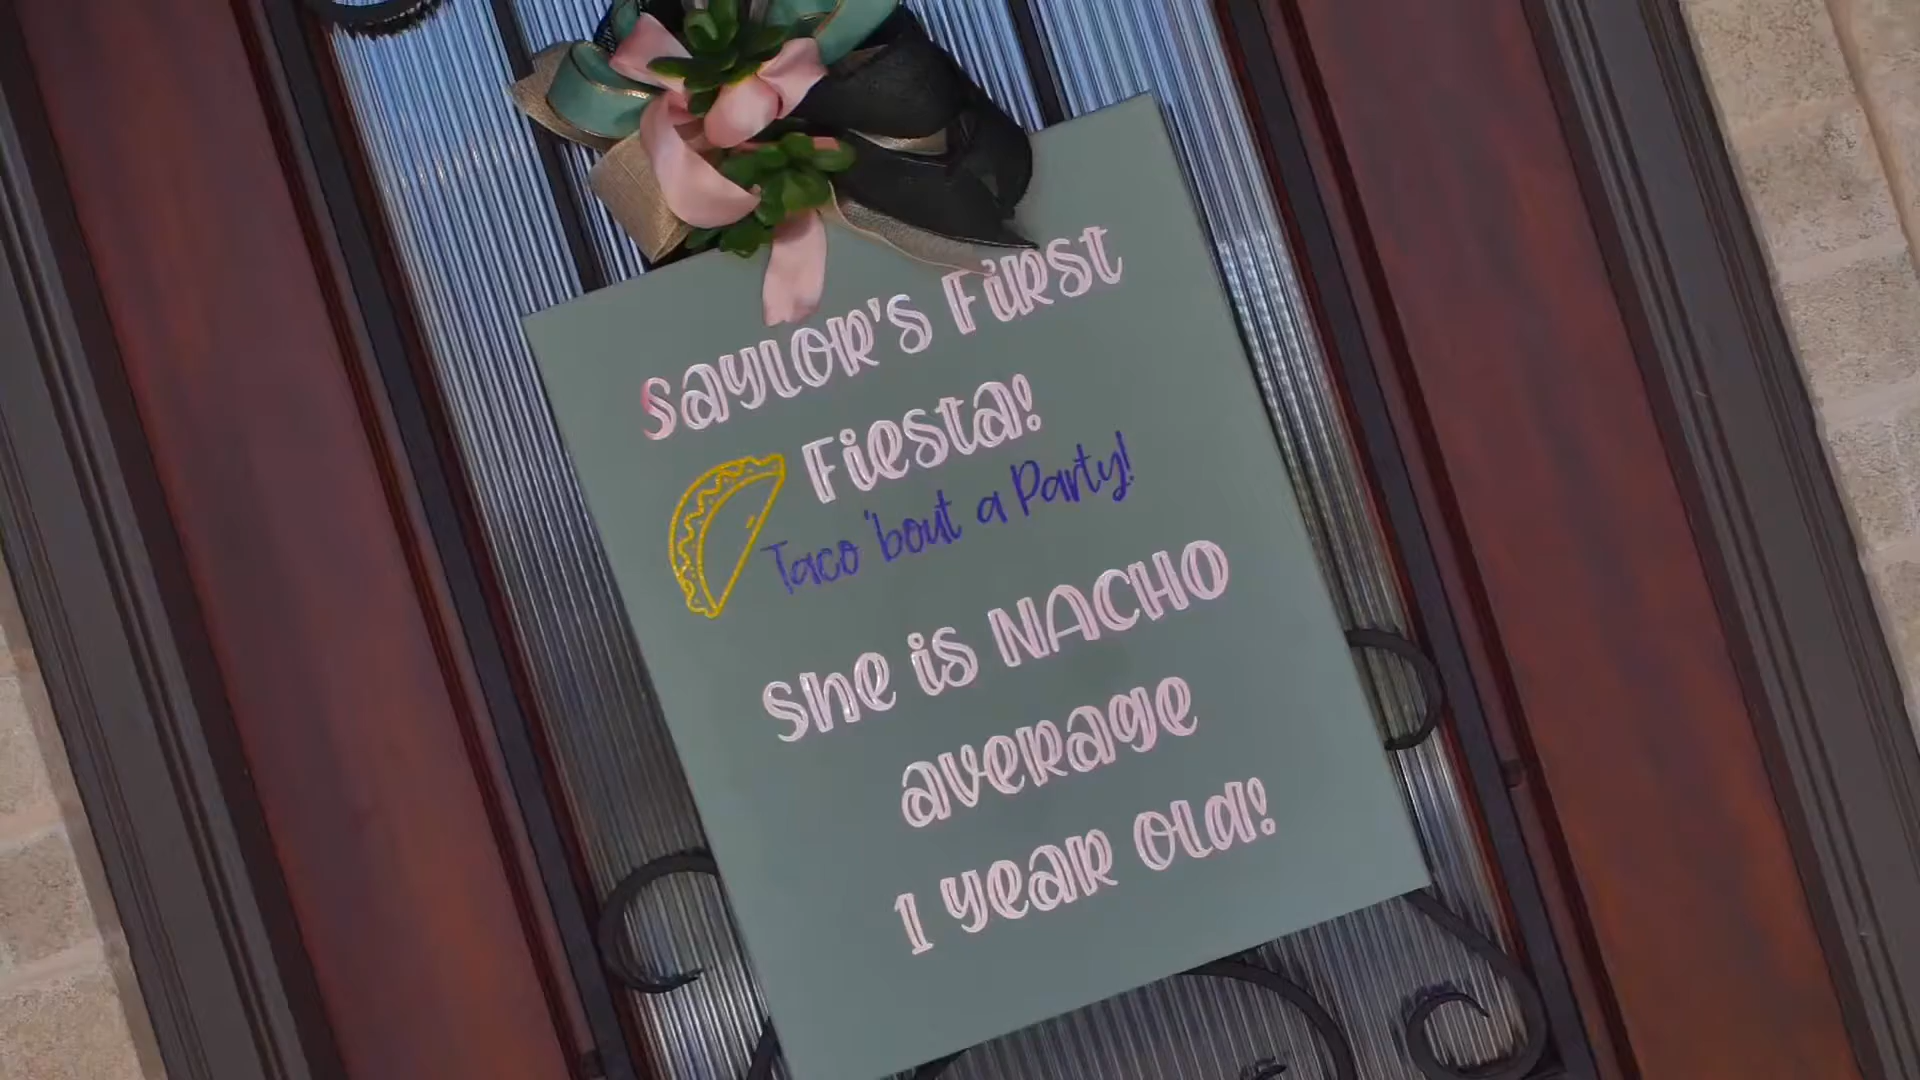 Saylor's First
Fiesta!
Taco 'bout a Party!
She is NACHO
average
1 year old!